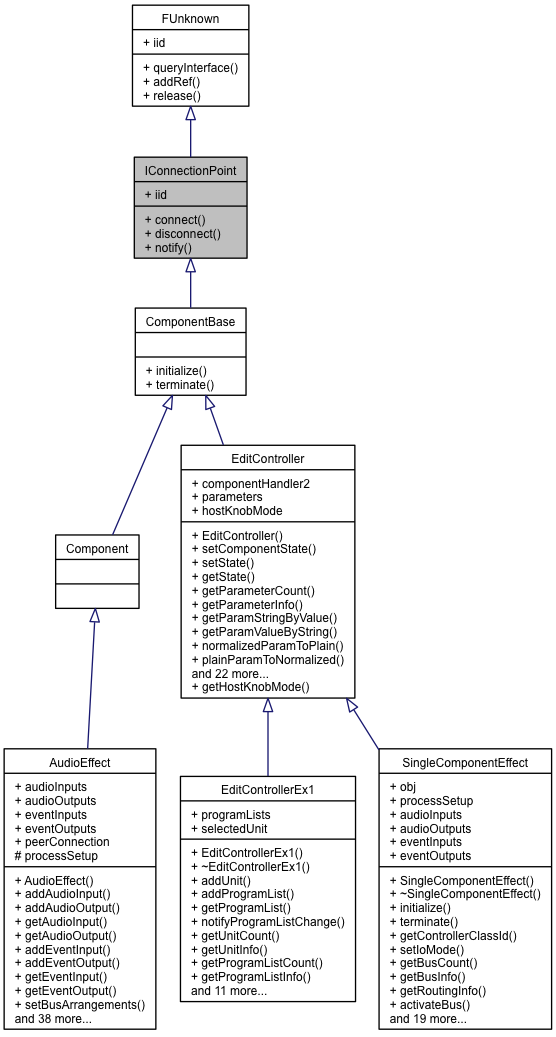 FUnknown
+ iid
+ queryInterface()
+ addRef()
+ release()
IConnectionPoint
+ iid
+ connect()
+ disconnect()
+ notify()
ComponentBase
+ initialize()
+ terminate()
EditController
+ componentHandler2
+ parameters
+ hostKnobMode
+ EditController()
+ setComponentState()
+ setState()
+ getState()
+ getParameterCount()
+ getParameterInfo()
+ getParamStringByValue()
+ getParamValueByString()
+ normalizedParamToPlain()
+ plainParamToNormalized()
and 22 more...
+ getHostKnobMode()
Component
AudioEffect
+ audioInputs
+ audioOutputs
+ eventInputs
+ eventOutputs
+ peerConnection
# processSetup
+ AudioEffect()
+ addAudioInput()
+ addAudioOutput()
+ getAudioInput()
+ getAudioOutput()
+ addEventInput()
+ addEventOutput()
+ getEventInput()
+ getEventOutput()
+ setBusArrangements()
and 38 more...
EditControllerEx1
+ programLists
+ selectedUnit
+ EditControllerEx1()
+ ~EditControllerEx1()
+ addUnit()
+ addProgramList()
+ getProgramList()
+ notifyProgramListChange()
+ getUnitCount()
+ getUnitInfo()
+ getProgramListCount()
+ getProgramListInfo()
and 11 more...
SingleComponentEffect
+ obj
+ processSetup
+ audioInputs
+ audioOutputs
+ eventInputs
+ eventOutputs
+ SingleComponentEffect()
+ ~SingleComponentEffect()
+ initialize()
+ terminate()
+ getControllerClassId()
+ setIoMode()
+ getBusCount()
+ getBusInfo()
+ getRoutingInfo()
+ activateBus()
and 19 more...